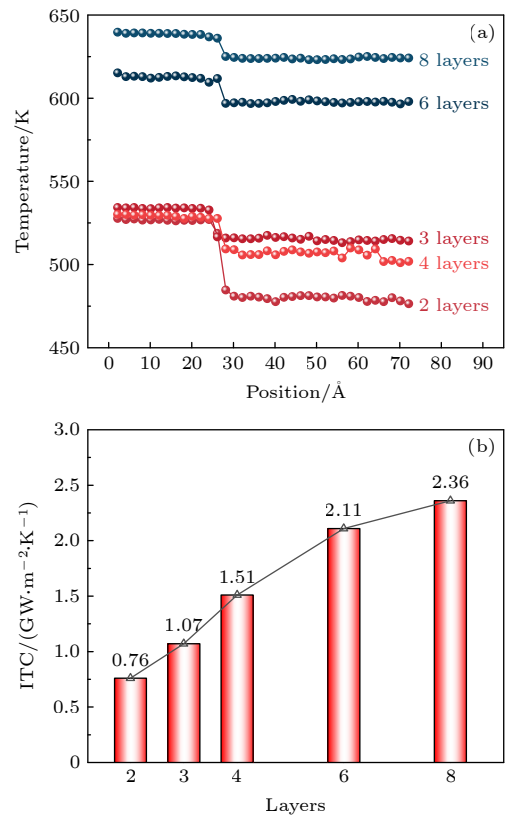 (a)
650
600
550
500
450
Temperature/K
8 layers
6 layers
3 layers
4 layers
2 layers
0 10 20 30 40 50 60 70 80 90
Position/Å
(b)
3.0
2.5
2.0
1.5
1.0
0.5
0
ITC/(GW·m⁻²·K⁻¹)
0.76
1.07
1.51
2.11
2.36
2 3 4 6 8
Layers